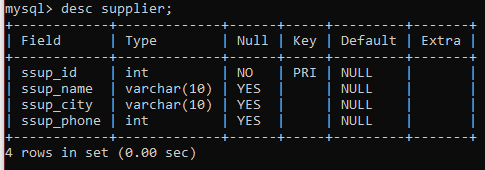 mysql> desc supplier;
+------------+-------------+------+-----+---------+-------+
| Field      | Type        | Null | Key | Default | Extra |
+------------+-------------+------+-----+---------+-------+
| ssup_id    | int         | NO   | PRI | NULL    |       |
| ssup_name  | varchar(10) | YES  |     | NULL    |       |
| ssup_city  | varchar(10) | YES  |     | NULL    |       |
| ssup_phone | int         | YES  |     | NULL    |       |
+------------+-------------+------+-----+---------+-------+
4 rows in set (0.00 sec)